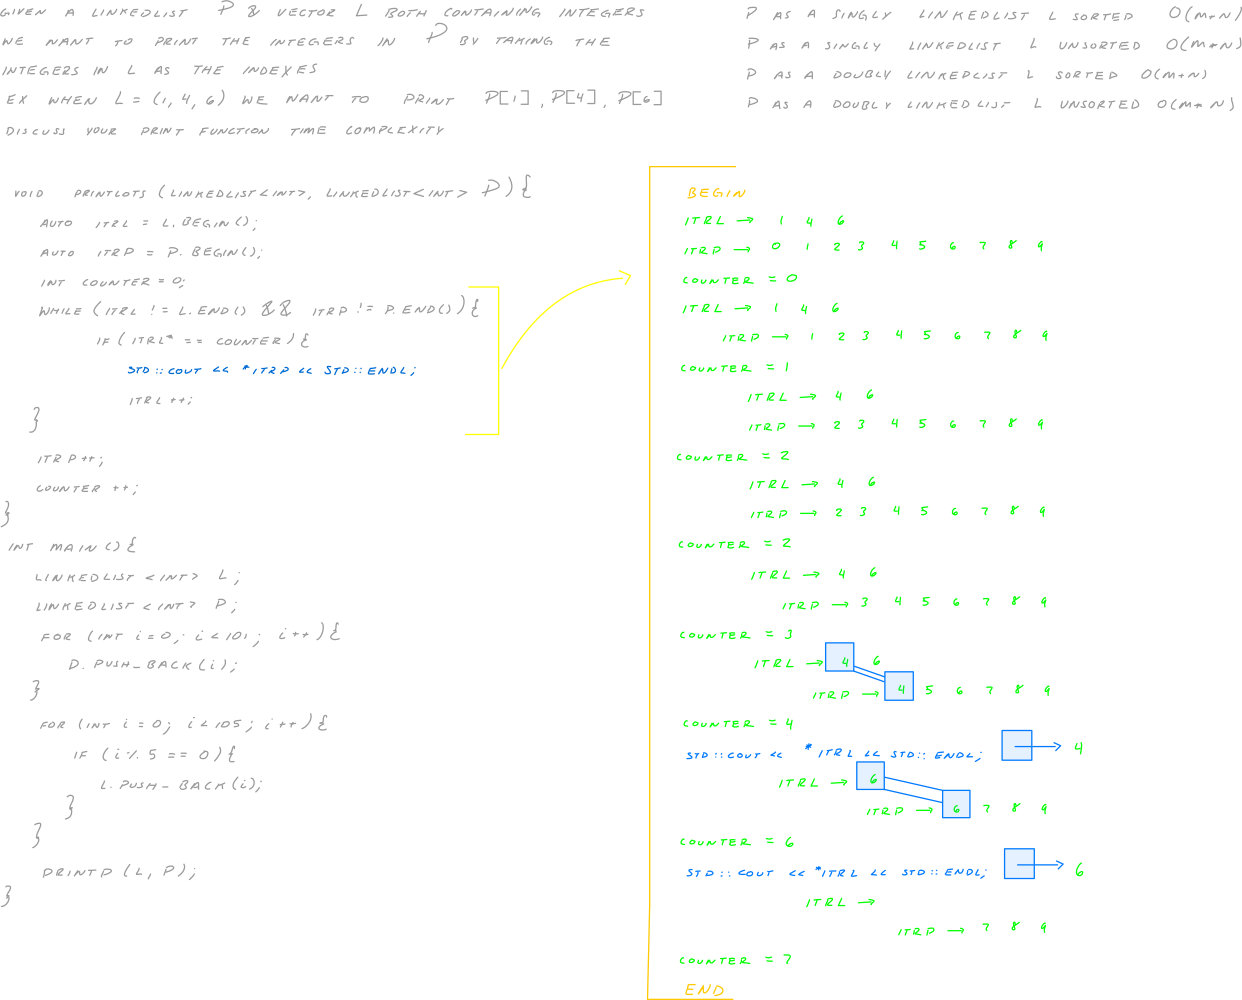 GIVEN A LINKEDLIST P & VECTOR L BOTH CONTAINING INTEGERS
WE WANT TO PRINT THE INTEGERS IN P BY TAKING THE
INTEGERS IN L AS THE INDEXES
EX WHEN L = (1, 4, 6) WE WANT TO PRINT P[1], P[4], P[6]
DISCUSS YOUR PRINT FUNCTION TIME COMPLEXITY
P AS A SINGLY LINKEDLIST L SORTED O(M+N)
P AS A SINGLY LINKEDLIST L UNSORTED O(M*N)
P AS A DOUBLY LINKEDLIST L SORTED O(M+N)
P AS A DOUBLY LINKEDLIST L UNSORTED O(M*N)
VOID PRINTLOTS (LINKEDLIST<INT>, LINKEDLIST<INT> P){
AUTO ITRL = L.BEGIN();
AUTO ITRP = P.BEGIN();
INT COUNTER = 0;
WHILE (ITRL != L.END() && ITRP != P.END()){
IF (ITRL* == COUNTER){
STD::COUT << *ITRP << STD::ENDL;
ITRL++;
}
ITRP++;
COUNTER ++;
}
INT MAIN(){
LINKEDLIST <INT> L;
LINKEDLIST <INT> P;
FOR (INT i = 0; i < 101; i++){
D.PUSH_BACK(i);
}
FOR (INT i = 0; i < 105; i++){
IF (i % 5 == 0){
L.PUSH_BACK(i);
}
}
PRINTP (L, P);
}
BEGIN
ITRL → 1 4 6
ITRP → 0 1 2 3 4 5 6 7 8 9
COUNTER = 0
ITRL → 1 4 6
ITRP → 1 2 3 4 5 6 7 8 9
COUNTER = 1
ITRL → 4 6
ITRP → 2 3 4 5 6 7 8 9
COUNTER = 2
ITRL → 4 6
ITRP → 2 3 4 5 6 7 8 9
COUNTER = 2
ITRL → 4 6
ITRP → 3 4 5 6 7 8 9
COUNTER = 3
ITRL → 4 6
ITRP → 4 5 6 7 8 9
COUNTER = 4
STD::COUT << *ITRL << STD::ENDL; → 4
ITRL → 6
ITRP → 6 7 8 9
COUNTER = 6
STD::COUT << *ITRL << STD::ENDL; → 6
ITRL →
ITRP → 7 8 9
COUNTER = 7
END